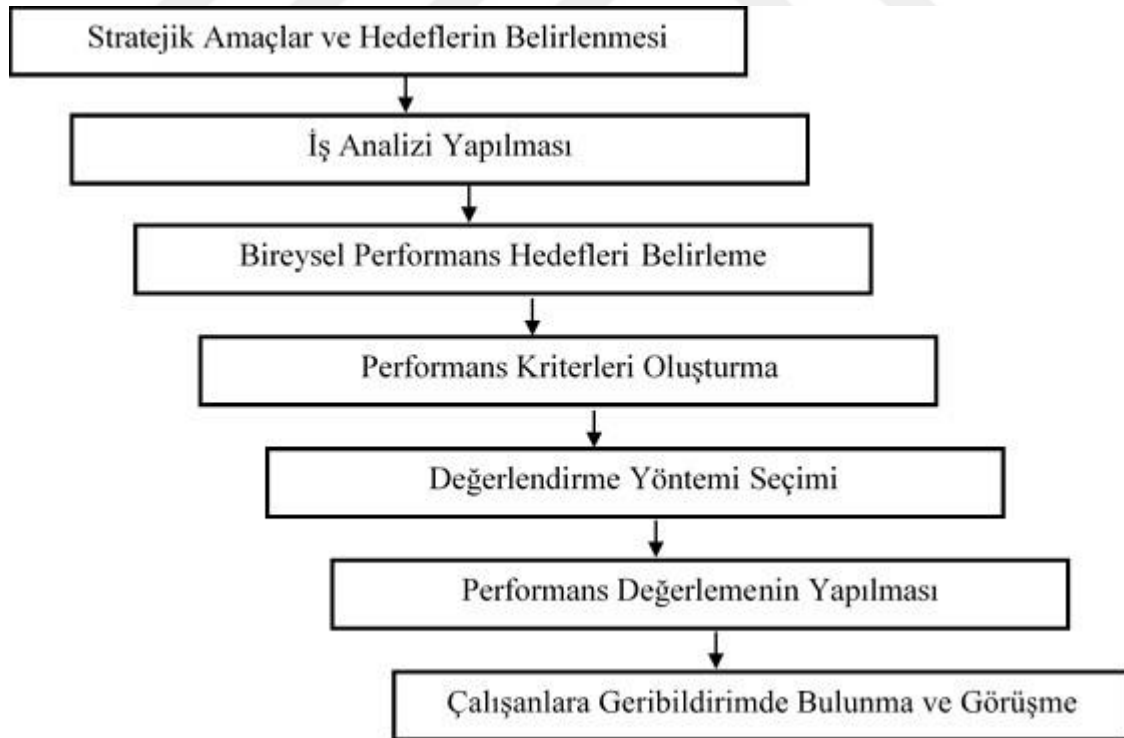 Stratejik Amaçlar ve Hedeflerin Belirlenmesi
İş Analizi Yapılması
Bireysel Performans Hedefleri Belirleme
Performans Kriterleri Oluşturma
Değerlendirme Yöntemi Seçimi
Performans Değerlemenin Yapılması
Çalışanlara Geribildirimde Bulunma ve Görüşme